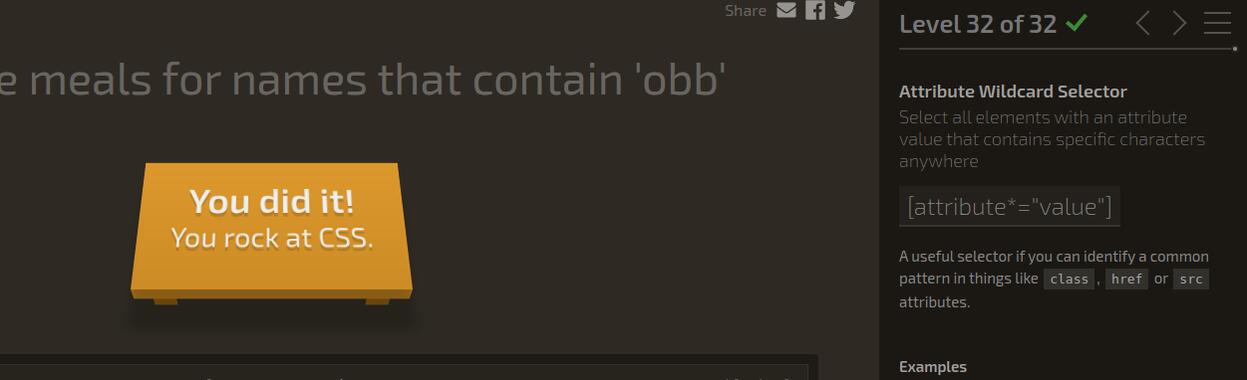 Share
Level 32 of 32
e meals for names that contain 'obb'
You did it!
You rock at CSS.
Attribute Wildcard Selector
Select all elements with an attribute
value that contains specific characters
anywhere
[attribute*="value"]
A useful selector if you can identify a common
pattern in things like class, href or src
attributes.
Examples